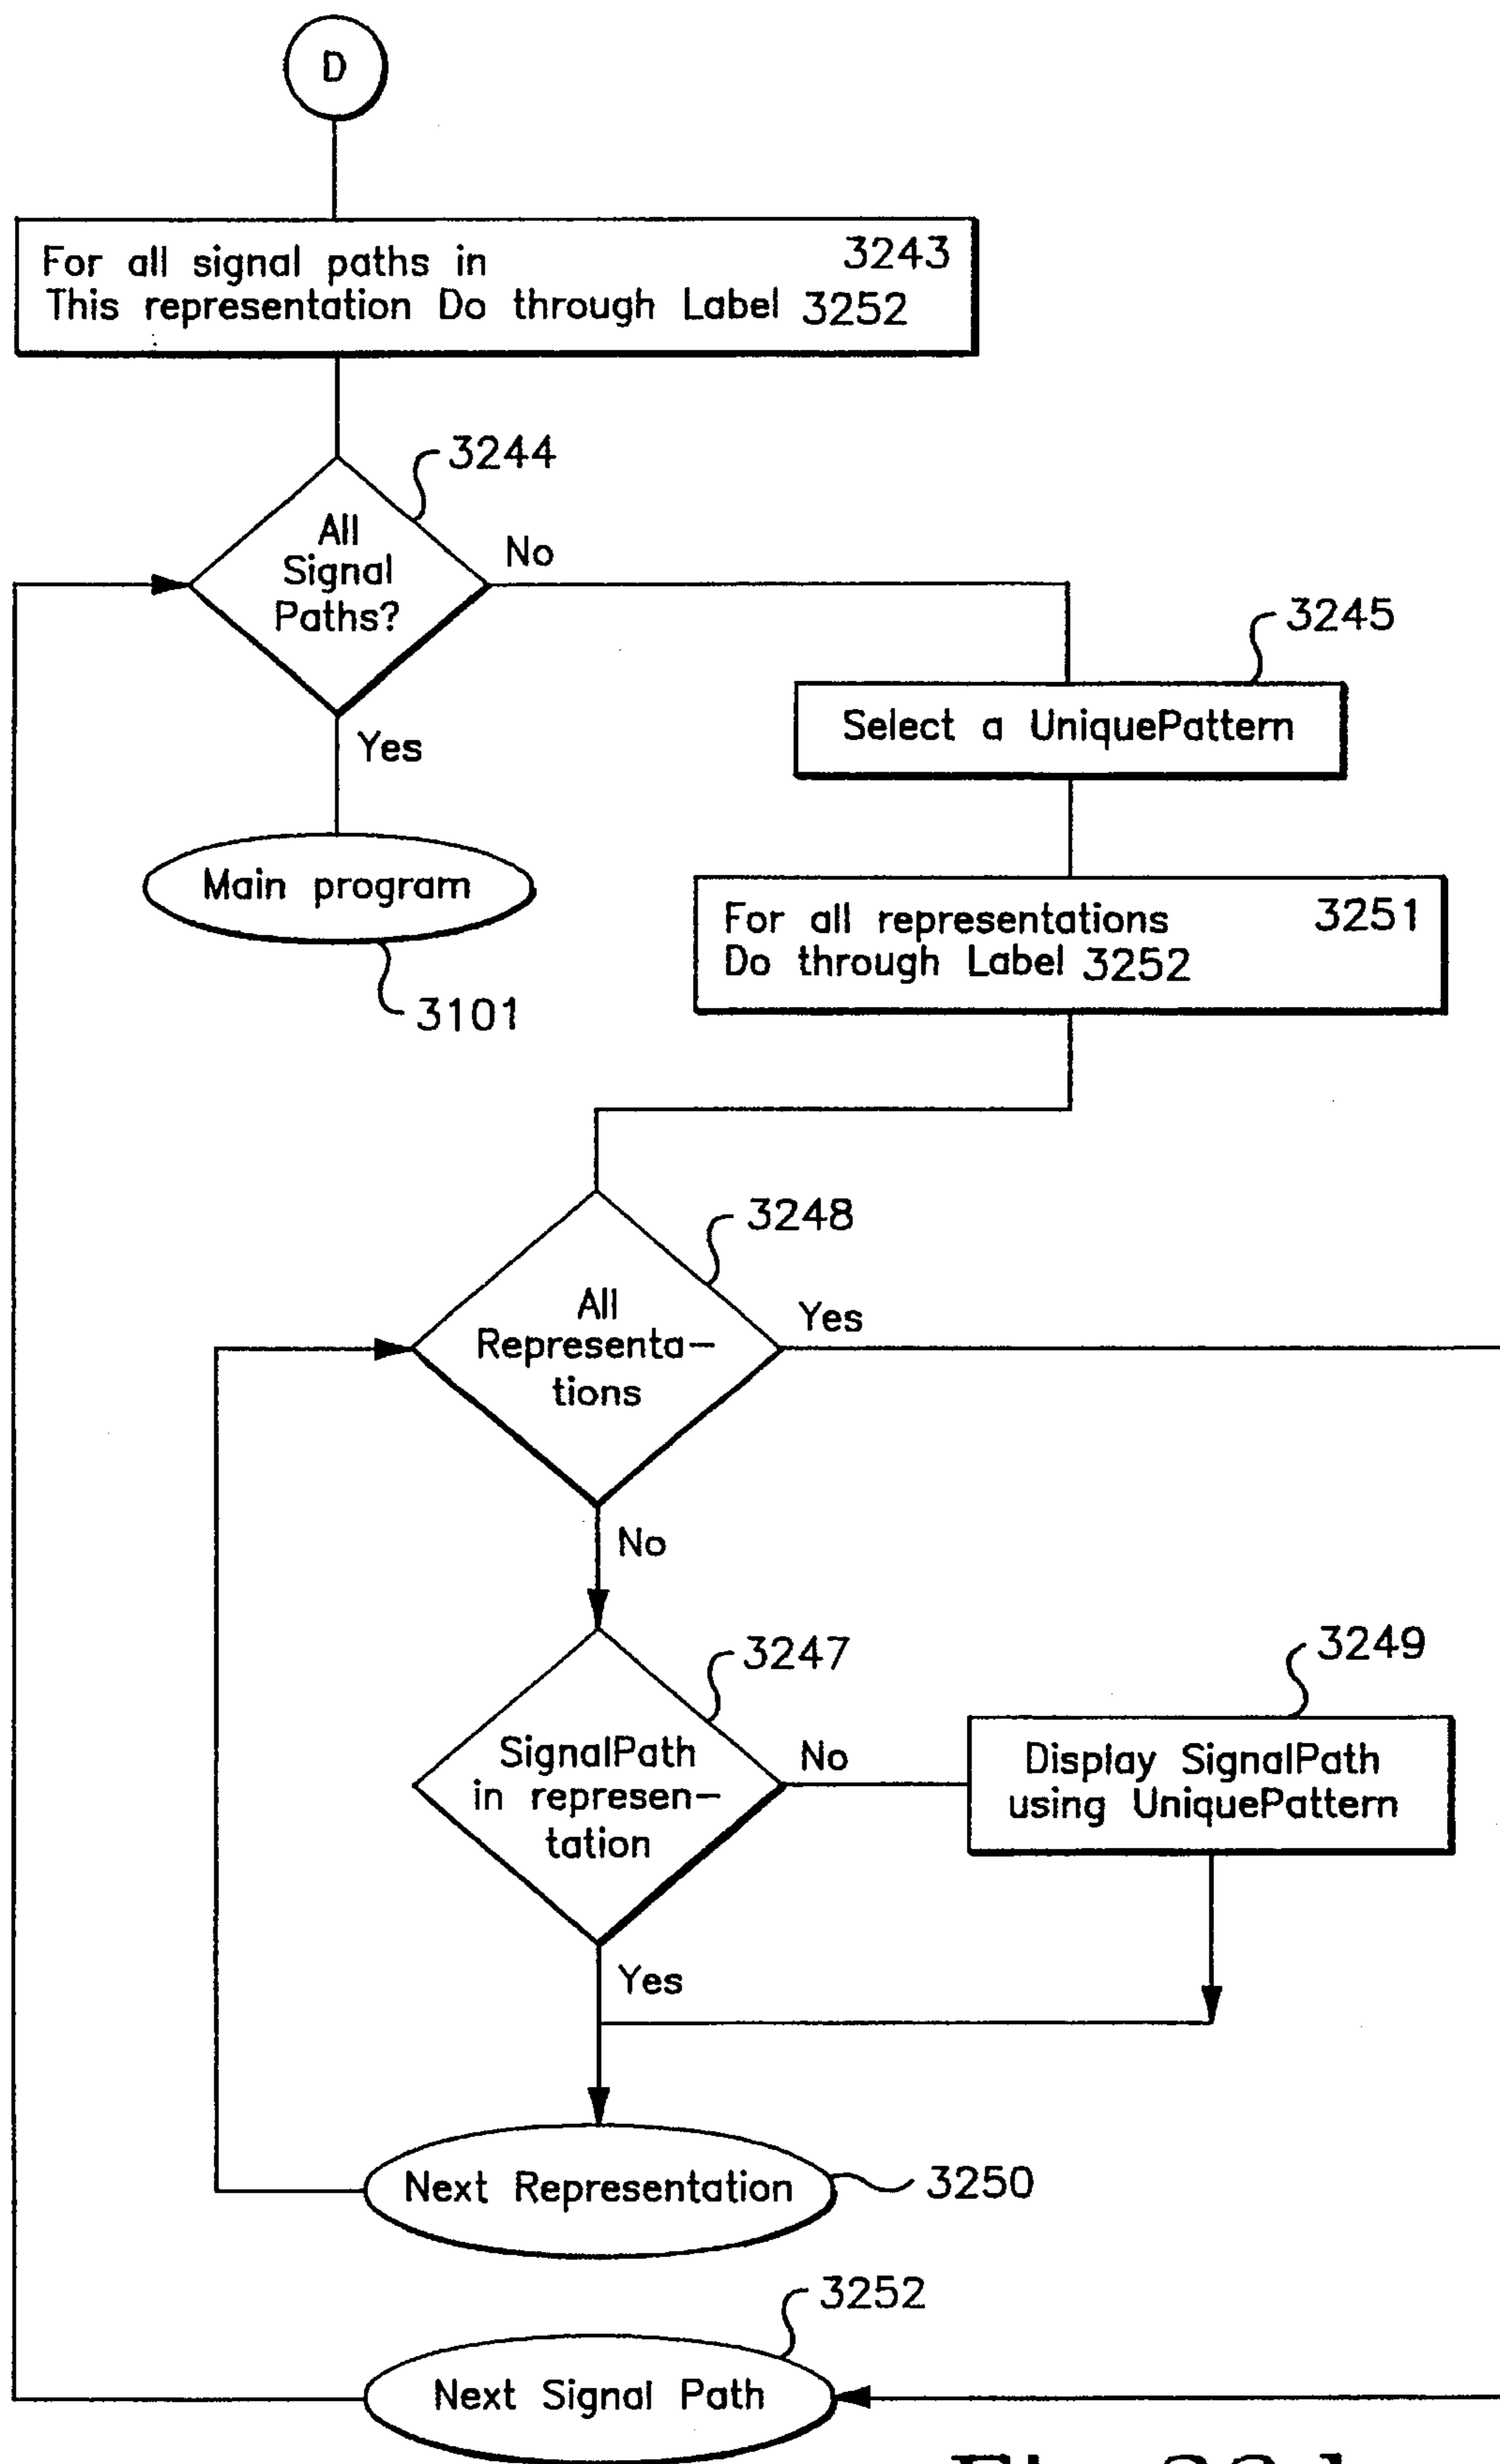 D
For all signal paths in 3243
This representation Do through Label 3252
3244
All
Signal
Paths?
No
Yes
3245
Select a UniquePattern
Main program
3101
For all representations 3251
Do through Label 3252
3248
All
Representa-
tions
Yes
No
3247
SignalPath
in represen-
tation
No
Yes
3249
Display SignalPath
using UniquePattern
Next Representation
3250
3252
Next Signal Path